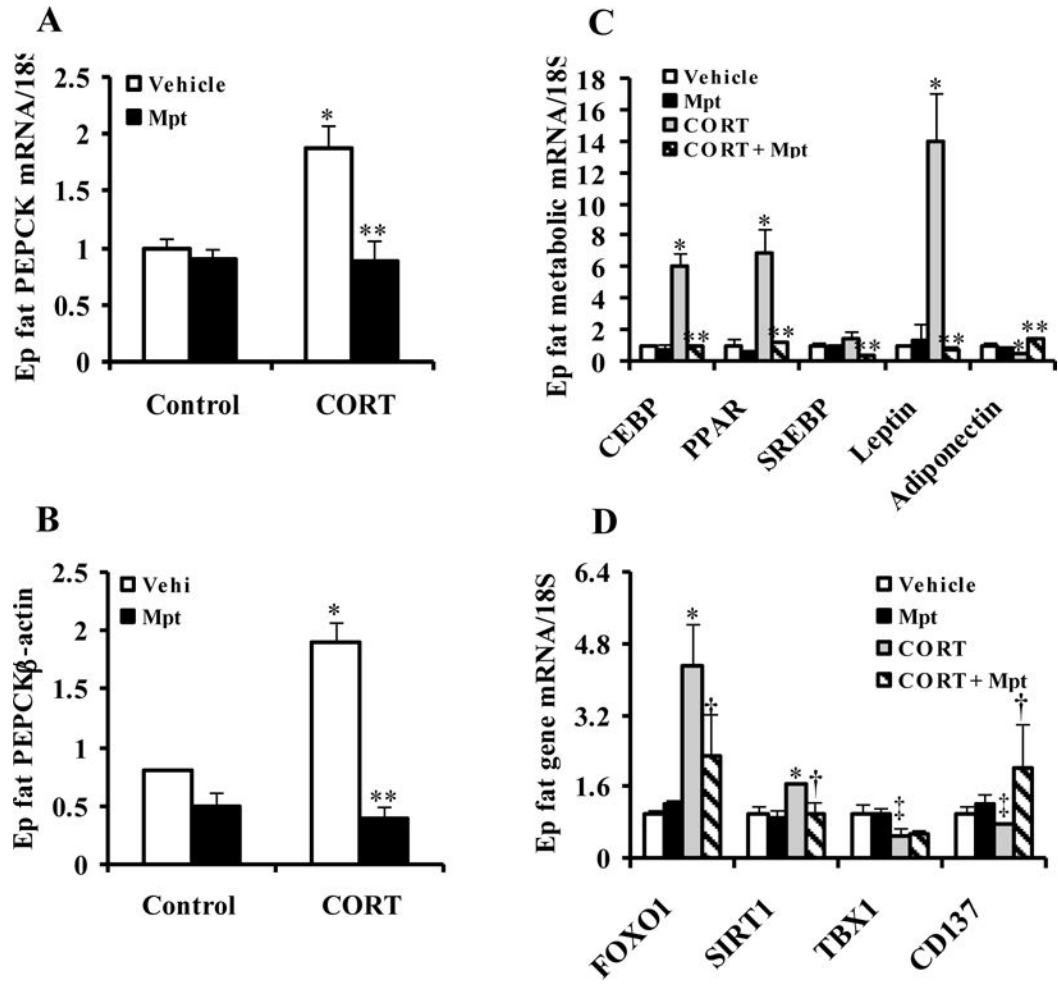 A
Ep fat PEPCK mRNA/18S
2.5
2
1.5
1
0.5
0
Vehicle
Mpt
*
**
Control
CORT
B
Ep fat PEPCKβ-actin
2.5
2
1.5
1
0.5
0
Vehi
Mpt
*
**
Control
CORT
C
Ep fat metabolic mRNA/18S
18
16
14
12
10
8
6
4
2
0
Vehicle
Mpt
CORT
CORT + Mpt
*
**
*
**
**
*
**
*
**
CEBP
PPAR
SREBP
Leptin
Adiponectin
D
Ep fat gene mRNA/18S
6.4
4.8
3.2
1.6
0
Vehicle
Mpt
CORT
CORT + Mpt
*
‡
*
†
‡
‡
†
FOXO1
SIRT1
TBX1
CD137